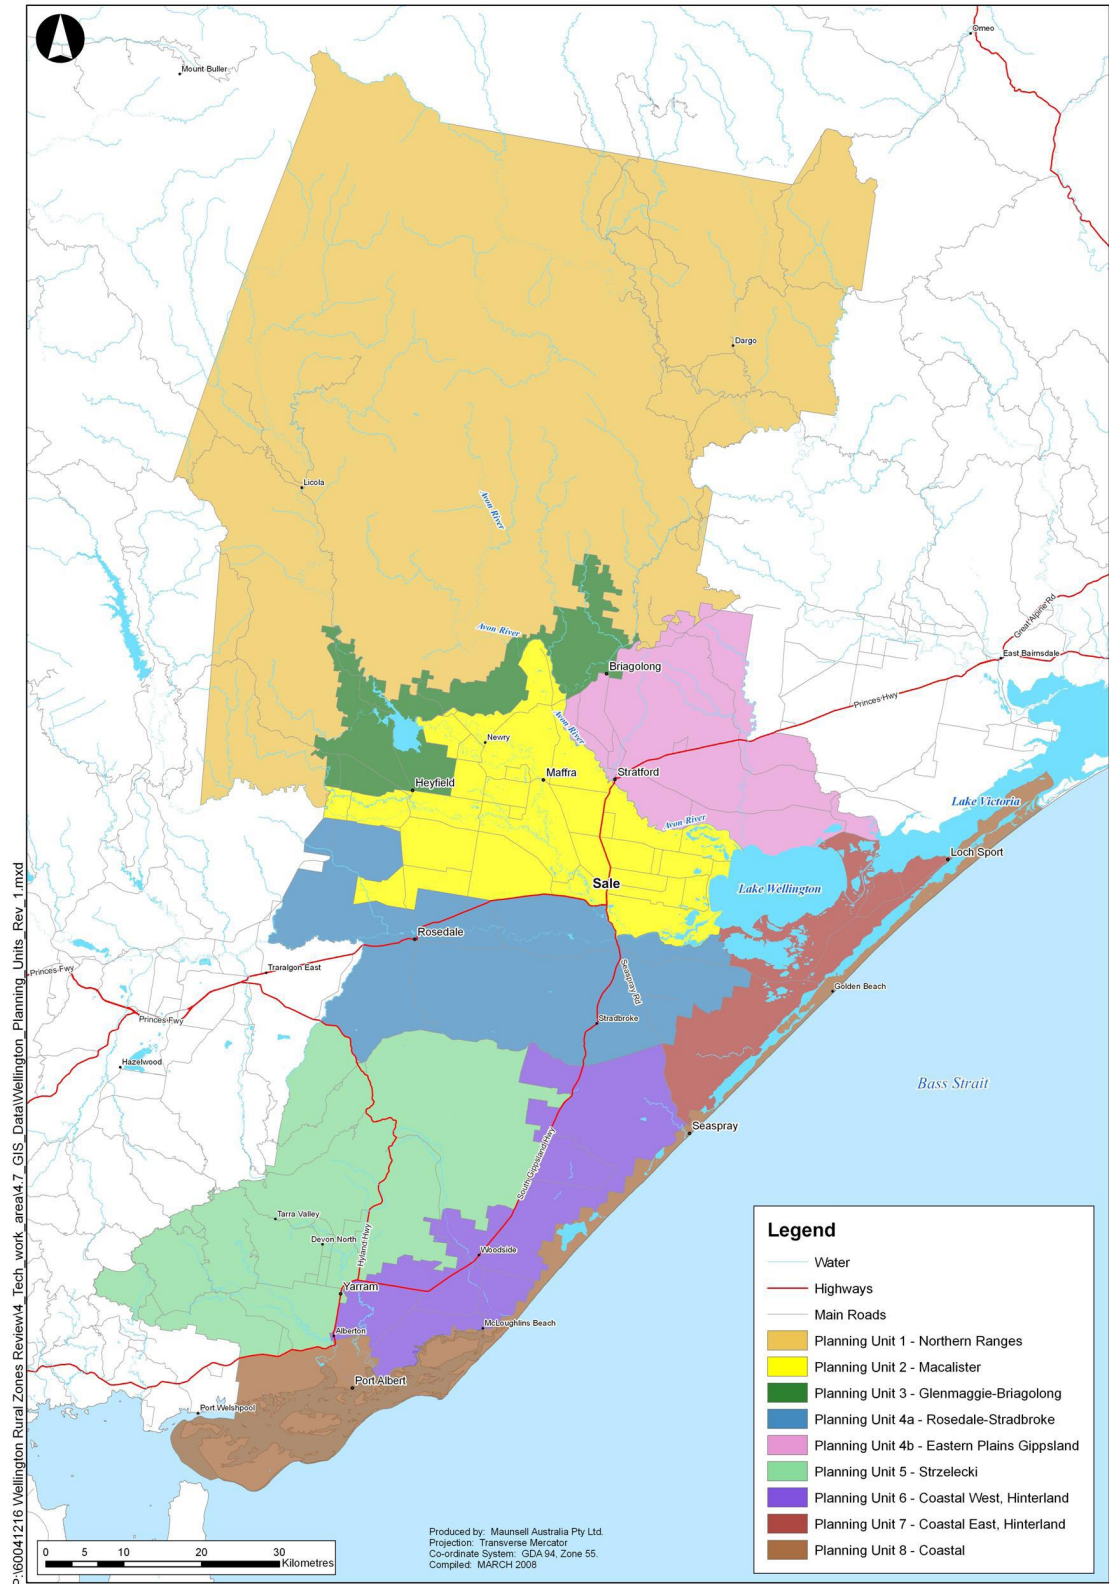 P:\60041216 Wellington Rural Zones Review\4_Tech_work_area\4.7_GIS_Data\Wellington_Planning_Units_Rev_1.mxd
Omeo
Mount Buller
Dargo
Licola
Avon River
Great Alpine Rd
Avon River
East Bairnsdale
Briagolong
Princes Hwy
Avon River
Newry
Maffra
Stratford
Heyfield
Lake Victoria
Avon River
Loch Sport
Sale
Lake Wellington
Rosedale
Princes Fwy
Traralgon East
Seaspray Rd
Golden Beach
Princes Fwy
Stradbroke
Hazelwood
Bass Strait
Seaspray
South Gippsland Hwy
Tarra Valley
Devon North
Hyland Hwy
Woodside
Yarram
McLoughlins Beach
Alberton
Port Albert
Port Welshpool
Legend
Water
Highways
Main Roads
Planning Unit 1 - Northern Ranges
Planning Unit 2 - Macalister
Planning Unit 3 - Glenmaggie-Briagolong
Planning Unit 4a - Rosedale-Stradbroke
Planning Unit 4b - Eastern Plains Gippsland
Planning Unit 5 - Strzelecki
Planning Unit 6 - Coastal West, Hinterland
Planning Unit 7 - Coastal East, Hinterland
Planning Unit 8 - Coastal
0 5 10 20 30
Kilometres
Produced by: Maunsell Australia Pty Ltd.
Projection: Transverse Mercator
Co-ordinate System: GDA 94, Zone 55.
Compiled: MARCH 2008